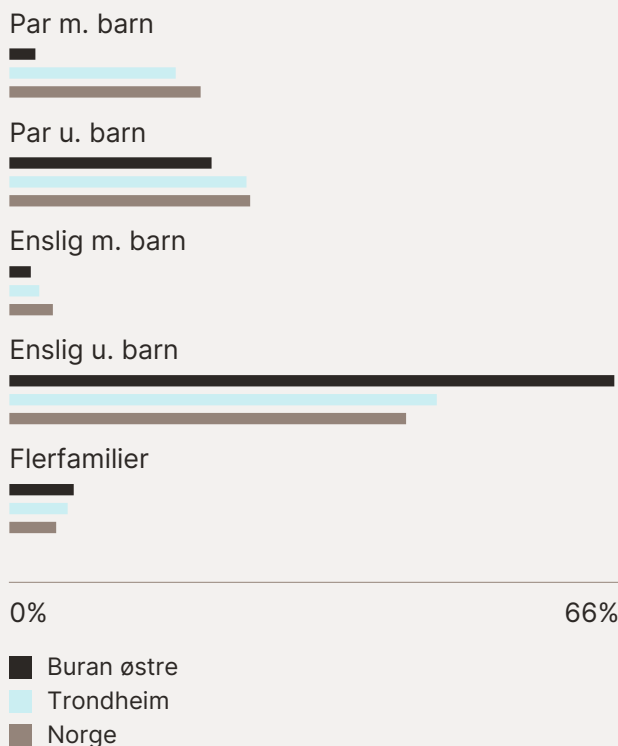 Par m. barn
Par u. barn
Enslig m. barn
Enslig u. barn
Flerfamilier
0% 66%
Buran østre
Trondheim
Norge